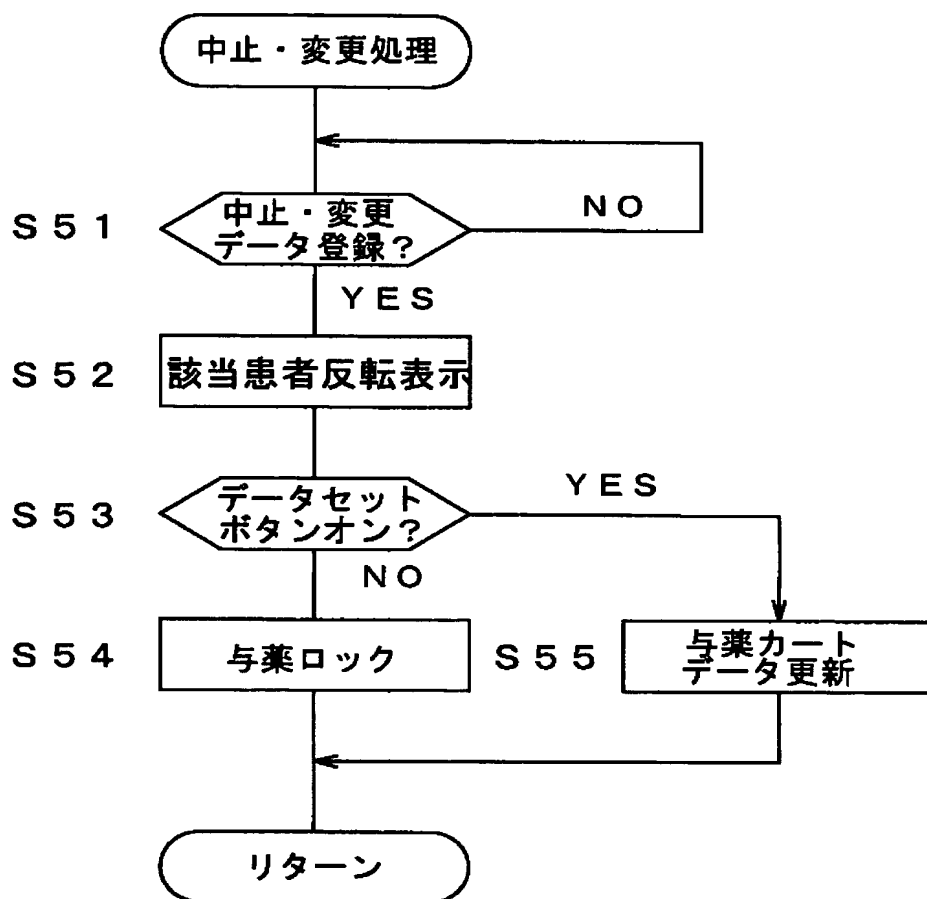 中止・変更処理
S51
中止・変更
データ登録？
NO
YES
S52
該当患者反転表示
S53
データセット
ボタンオン？
YES
NO
S54
与薬ロック
S55
与薬カート
データ更新
リターン